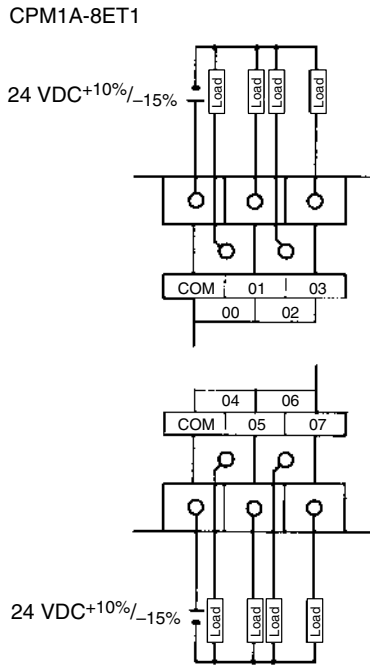 CPM1A-8ET1
24 VDC+10%/–15%
Load Load Load Load
COM 01 03
00 02
04 06
COM 05 07
24 VDC+10%/–15%
Load Load Load Load